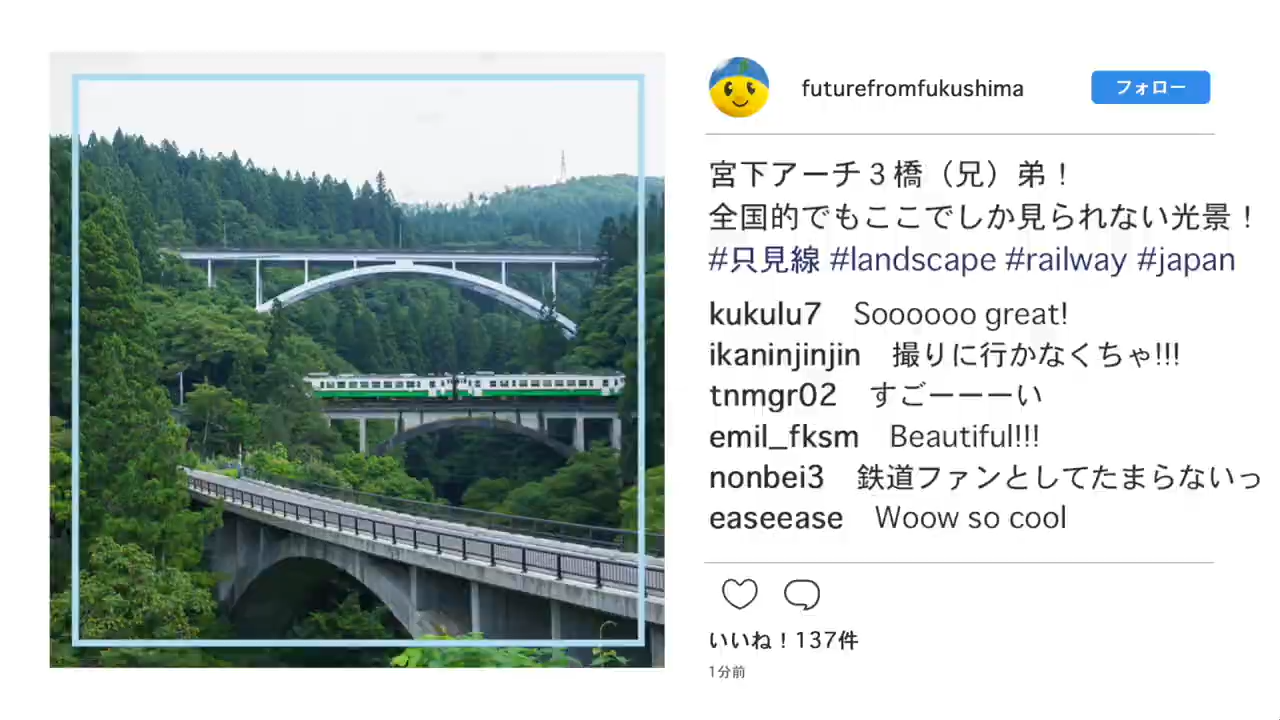 futurefromfukushima
フォロー
宮下アーチ３橋（兄）弟！
全国的でもここでしか見られない光景！
#只見線 #landscape #railway #japan
kukulu7 Soooooo great!
ikaninjinjin 撮りに行かなくちゃ!!!
tnmgr02 すごーーーい
emil_fksm Beautiful!!!
nonbei3 鉄道ファンとしてたまらないっ
easeease Woow so cool
いいね！137件
1分前